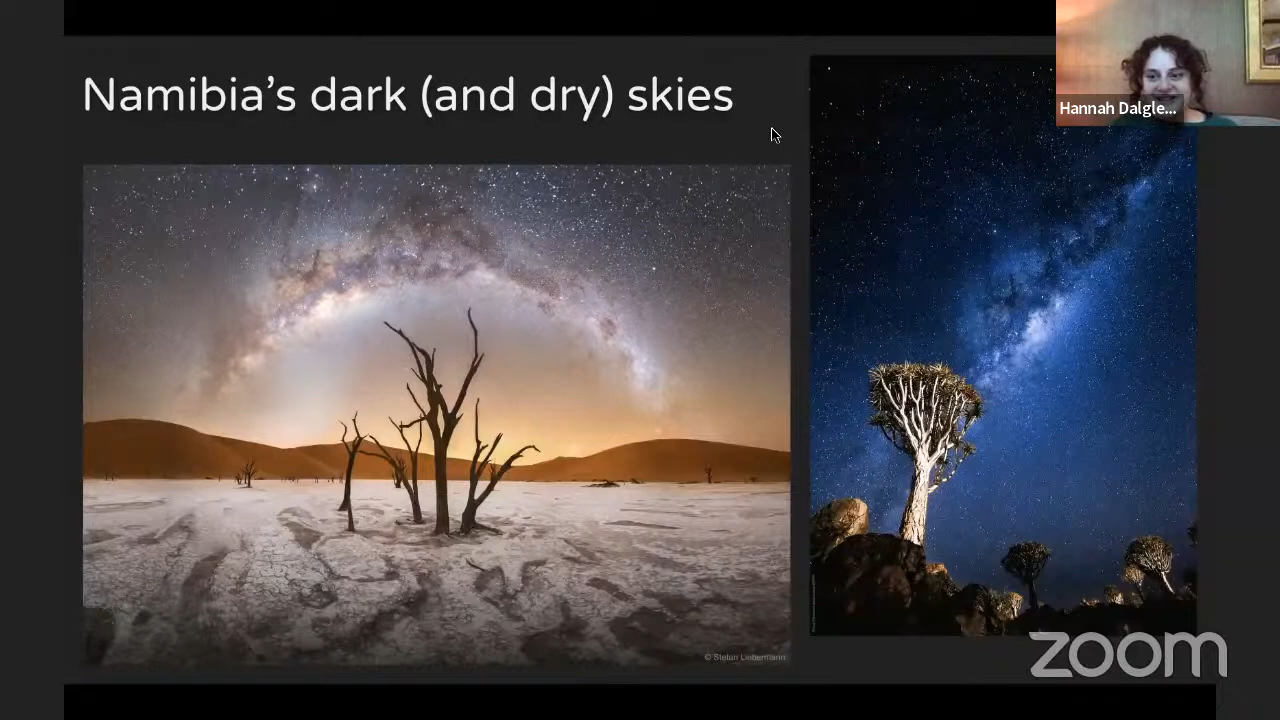 Namibia's dark (and dry) skies
Hannah Dalgle...
© Stefan Liebermann
zoom